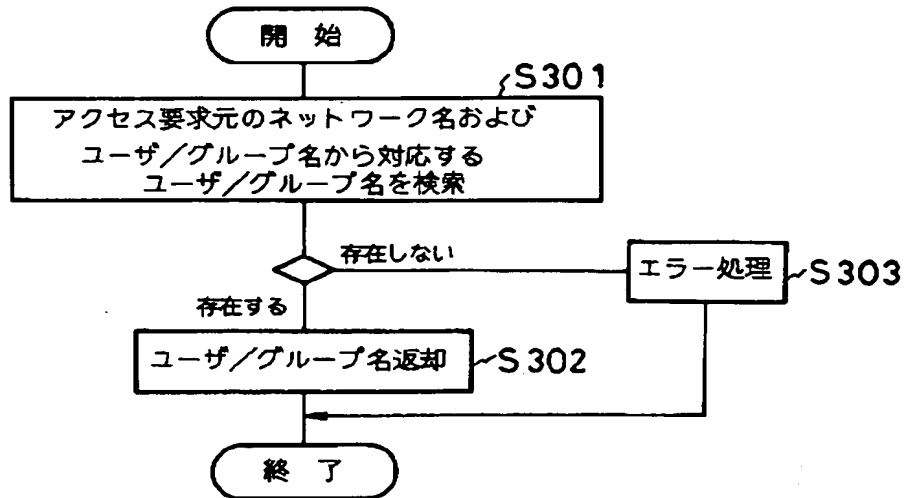 開始
S301
アクセス要求元のネットワーク名および
ユーザ/グループ名から対応する
ユーザ/グループ名を検索
存在しない
エラー処理
S303
存在する
ユーザ/グループ名返却
S302
終了